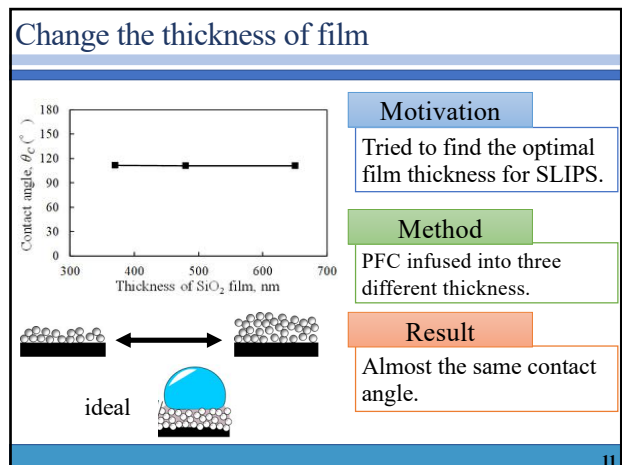 Change the thickness of film
180
150
120
90
60
30
0
Contact angle, θC (°)
300 400 500 600 700
Thickness of SiO2 film, nm
ideal
Motivation
Tried to find the optimal
film thickness for SLIPS.
Method
PFC infused into three
different thickness.
Result
Almost the same contact
angle.
11